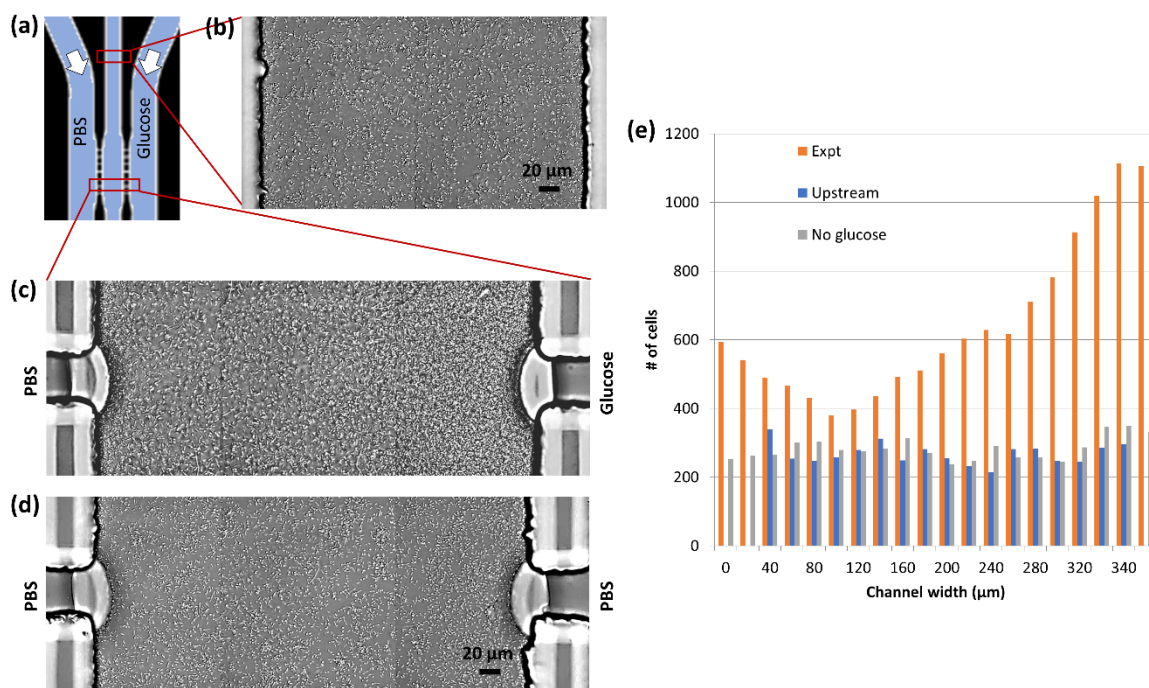 (a)
PBS
Glucose
(b)
20 µm
(c)
PBS
Glucose
(d)
PBS
PBS
20 µm
(e)
1200
1000
800
600
400
200
0
# of cells
Expt
Upstream
No glucose
0 40 80 120 160 200 240 280 320 340
Channel width (µm)